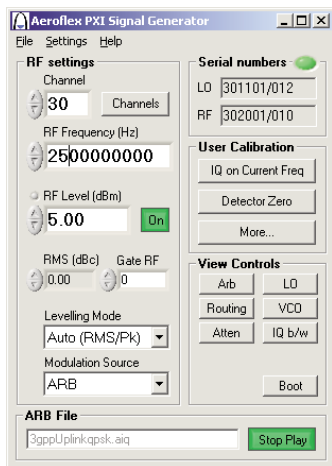 Aeroflex PXI Signal Generator
File Settings Help
RF settings
Channel
30 Channels
RF Frequency (Hz)
2500000000
RF Level (dBm)
5.00 On
RMS (dBc) Gate RF
0.00 0
Levelling Mode
Auto (RMS/Pk)
Modulation Source
ARB
Serial numbers
LO 301101/012
RF 302001/010
User Calibration
IQ on Current Freq
Detector Zero
More...
View Controls
Arb LO
Routing VCO
Atten IQ b/w
Boot
ARB File
3gppUplinkqpsk.aiq Stop Play